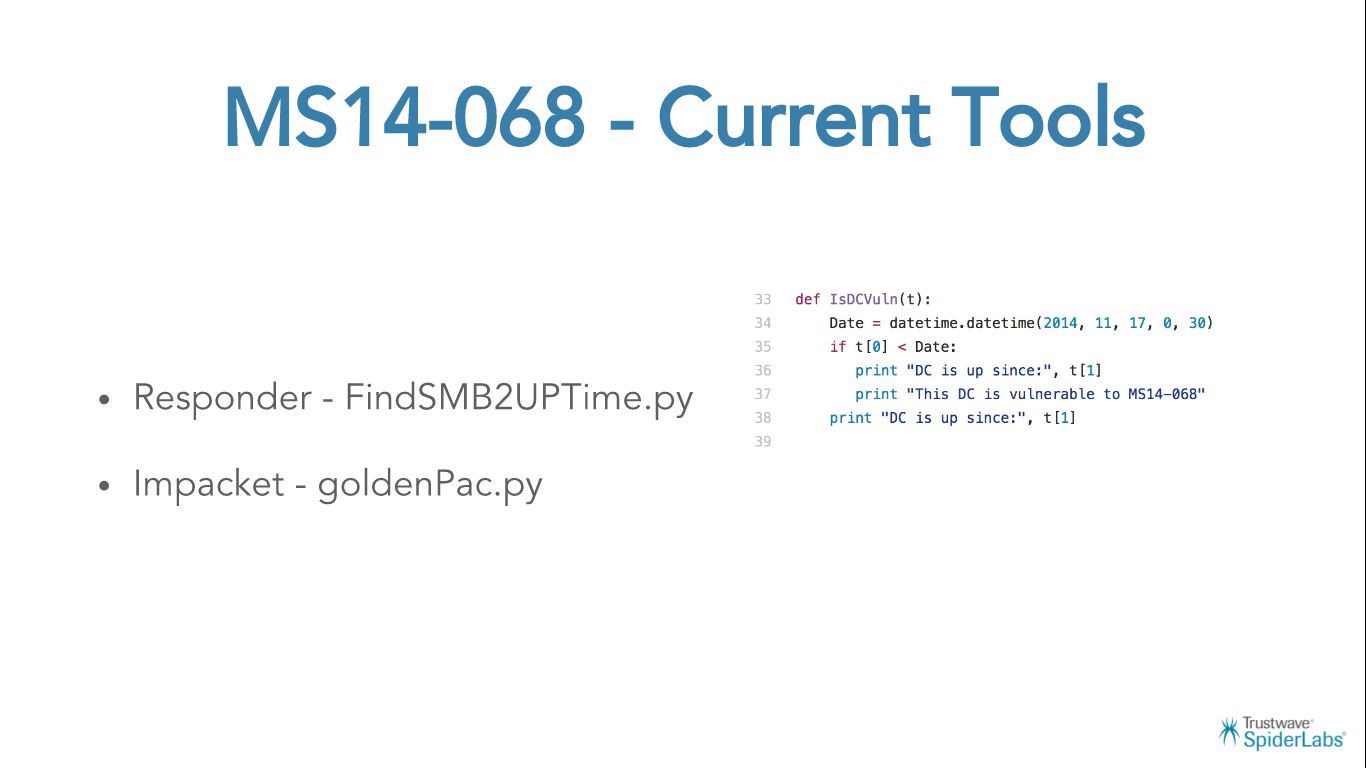 MS14-068 - Current Tools
• Responder - FindSMB2UPTime.py
• Impacket - goldenPac.py
33 def IsDCVuln(t):
34 Date = datetime.datetime(2014, 11, 17, 0, 30)
35 if t[0] < Date:
36 print "DC is up since:", t[1]
37 print "This DC is vulnerable to MS14-068"
38 print "DC is up since:", t[1]
39
Trustwave®
SpiderLabs®